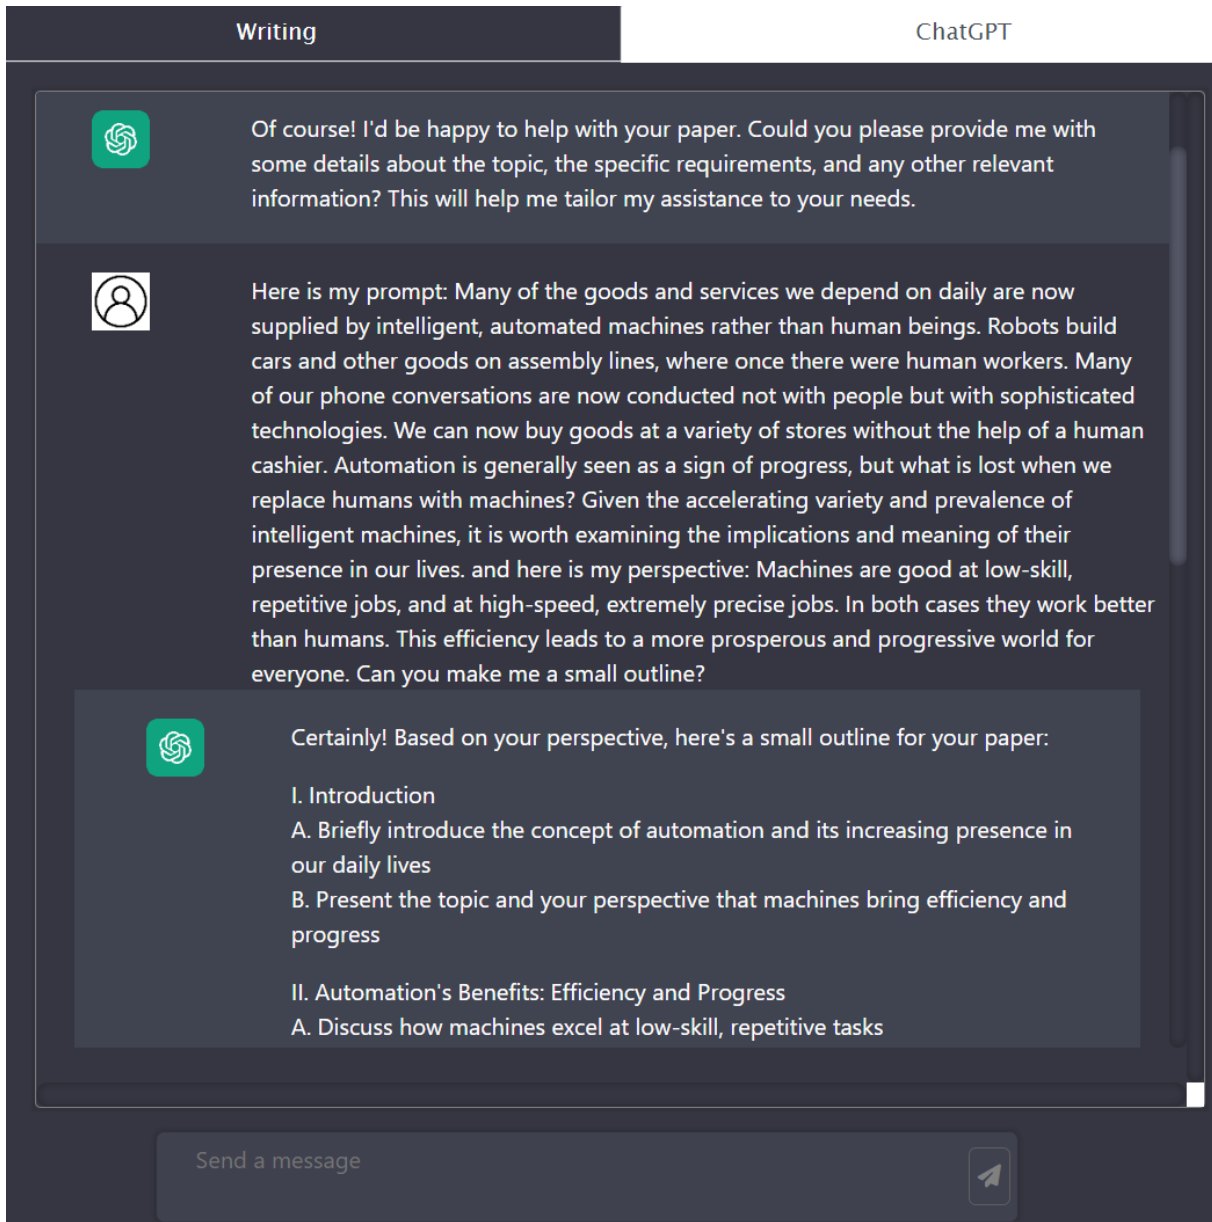 Writing
ChatGPT
Of course! I'd be happy to help with your paper. Could you please provide me with
some details about the topic, the specific requirements, and any other relevant
information? This will help me tailor my assistance to your needs.
Here is my prompt: Many of the goods and services we depend on daily are now
supplied by intelligent, automated machines rather than human beings. Robots build
cars and other goods on assembly lines, where once there were human workers. Many
of our phone conversations are now conducted not with people but with sophisticated
technologies. We can now buy goods at a variety of stores without the help of a human
cashier. Automation is generally seen as a sign of progress, but what is lost when we
replace humans with machines? Given the accelerating variety and prevalence of
intelligent machines, it is worth examining the implications and meaning of their
presence in our lives. and here is my perspective: Machines are good at low-skill,
repetitive jobs, and at high-speed, extremely precise jobs. In both cases they work better
than humans. This efficiency leads to a more prosperous and progressive world for
everyone. Can you make me a small outline?
Certainly! Based on your perspective, here's a small outline for your paper:
I. Introduction
A. Briefly introduce the concept of automation and its increasing presence in
our daily lives
B. Present the topic and your perspective that machines bring efficiency and
progress
II. Automation's Benefits: Efficiency and Progress
A. Discuss how machines excel at low-skill, repetitive tasks
Send a message